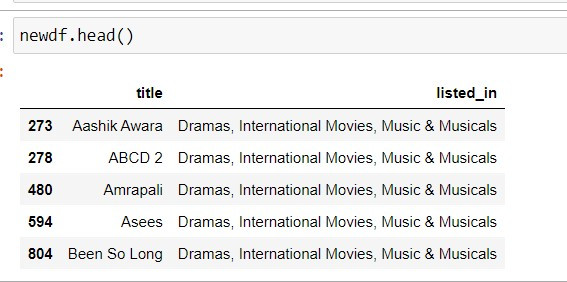 newdf.head()
title listed_in
273 Aashik Awara Dramas, International Movies, Music & Musicals
278 ABCD 2 Dramas, International Movies, Music & Musicals
480 Amrapali Dramas, International Movies, Music & Musicals
594 Asees Dramas, International Movies, Music & Musicals
804 Been So Long Dramas, International Movies, Music & Musicals